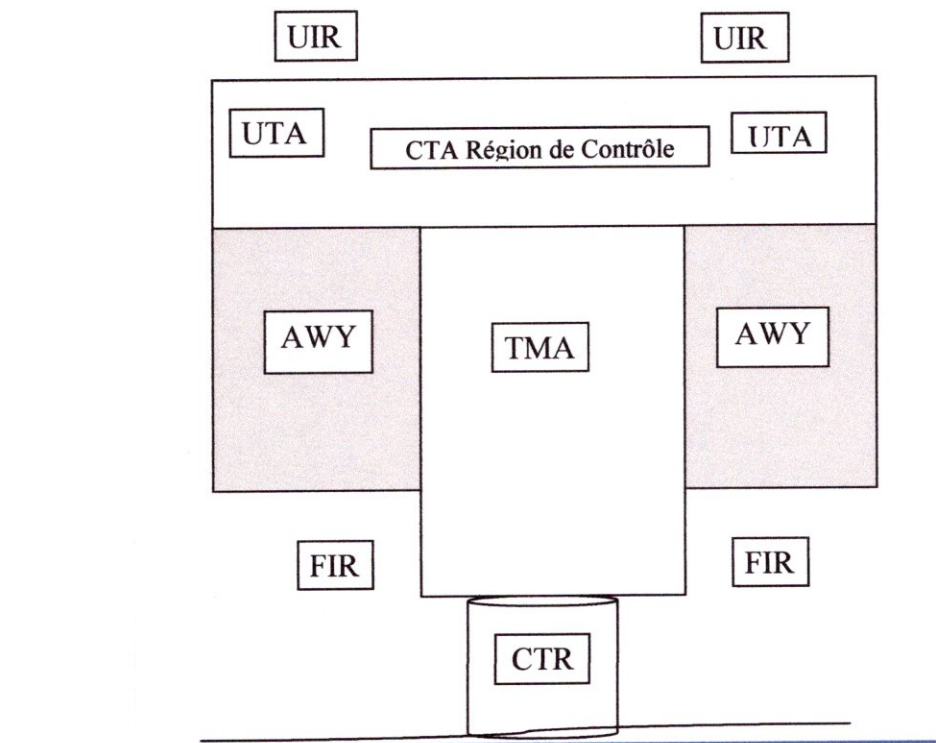 UIR
UIR
UTA
CTA Région de Contrôle
UTA
AWY
TMA
AWY
FIR
FIR
CTR